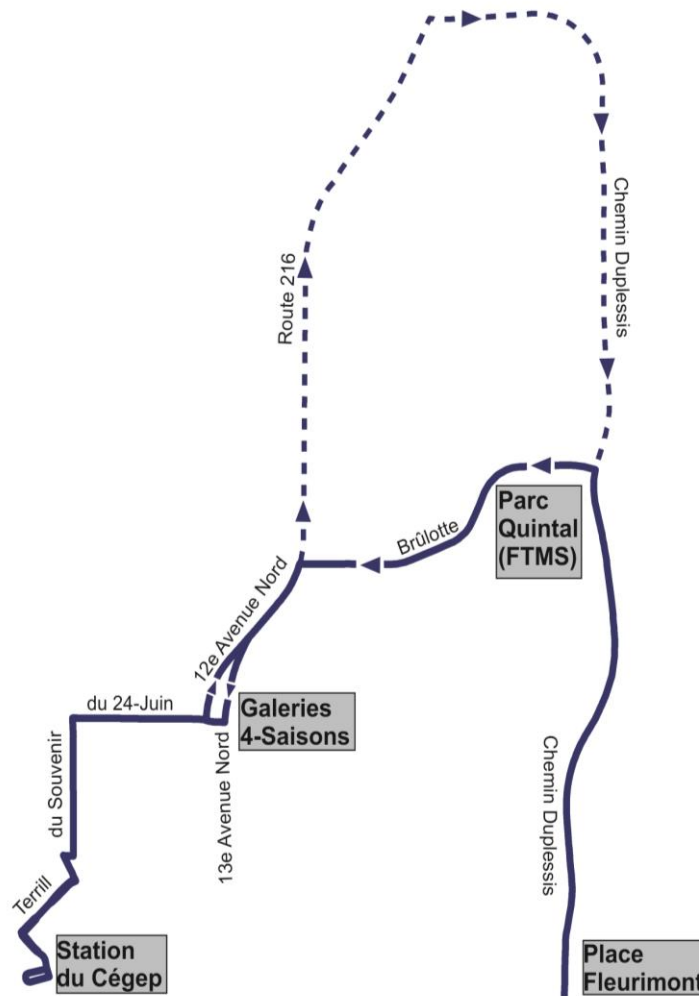 Route 216
Chemin Duplessis
Parc
Quintal
(FTMS)
Brûlotte
12e Avenue Nord
du 24-Juin
Galeries
4-Saisons
du Souvenir
13e Avenue Nord
Chemin Duplessis
Terrill
Station
du Cégep
Place
Fleurimont